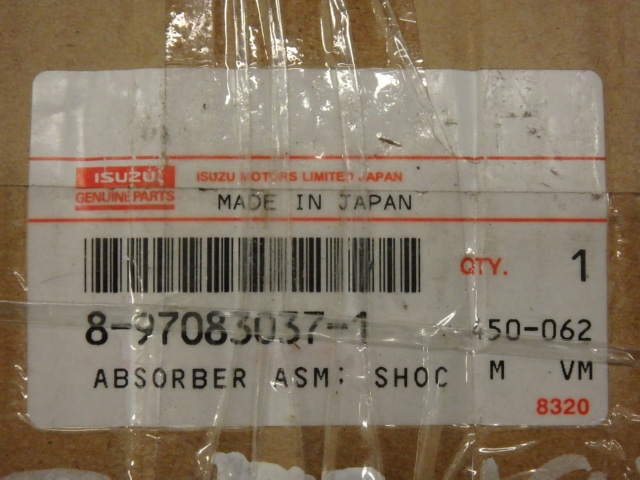 ISUZU
GENUINE PARTS
ISUZU MOTORS LIMITED JAPAN
MADE IN JAPAN
QTY. 1
8-97083037-1 450-062
ABSORBER ASM; SHOC M VM
8320